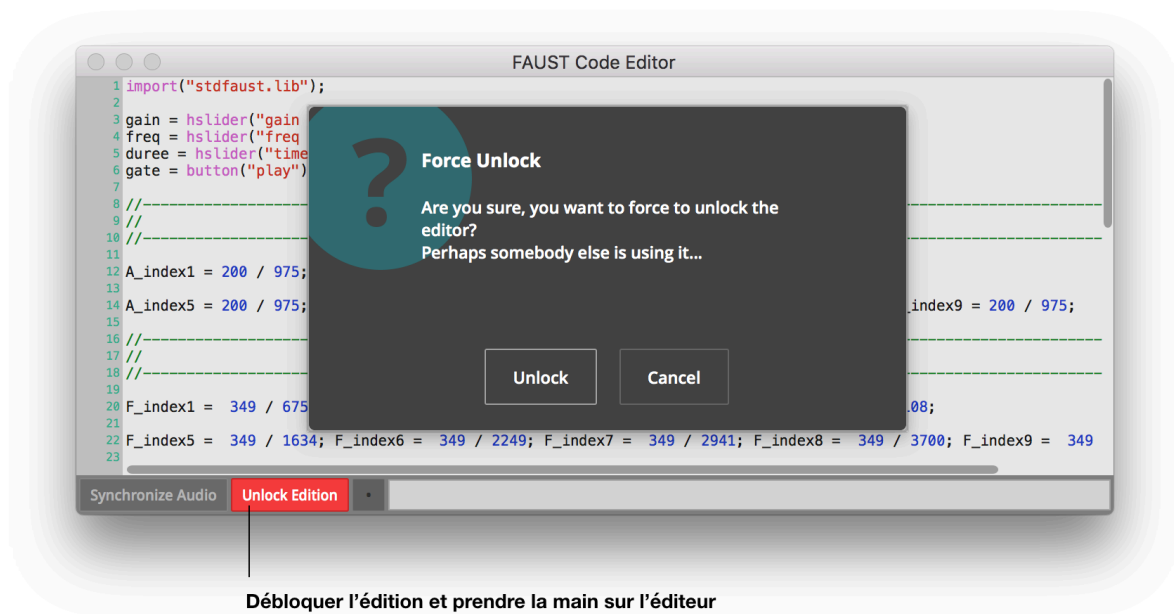 FAUST Code Editor
1 import("stdfaust.lib");
2
3 gain = hslider("gain
4 freq = hslider("freq
5 duree = hslider("time
6 gate = button("play")
7
8 //--------------------
9 //
10 //--------------------
11
12 A_index1 = 200 / 975;
13
14 A_index5 = 200 / 975; _index9 = 200 / 975;
15
16 //--------------------
17 //
18 //--------------------
19
20 F_index1 =  349 / 675 08;
21
22 F_index5 =  349 / 1634; F_index6 =  349 / 2249; F_index7 =  349 / 2941; F_index8 =  349 / 3700; F_index9 =  349
23
Force Unlock
Are you sure, you want to force to unlock the
editor?
Perhaps somebody else is using it...
Unlock Cancel
Synchronize Audio Unlock Edition
Débloquer l’édition et prendre la main sur l’éditeur